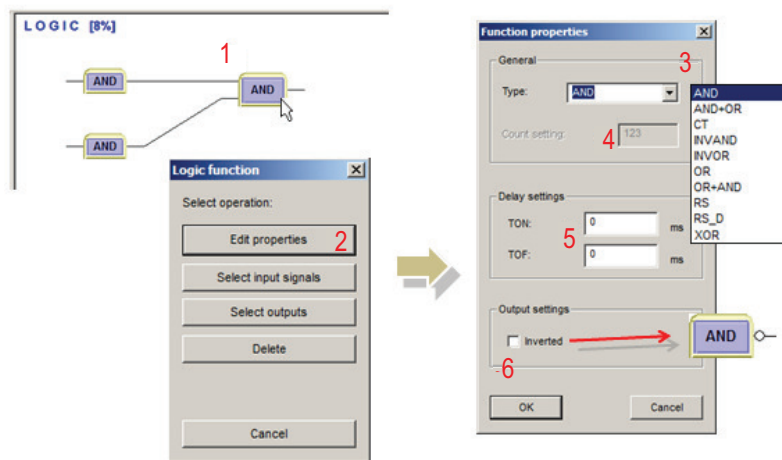 LOGIC [8%]
1
AND
AND
AND
Logic function
Select operation:
Edit properties
2
Select input signals
Select outputs
Delete
Cancel
Function properties
3
General
Type:
AND
Count setting:
4
123
AND
AND+OR
CT
INVAND
INVOR
OR
OR+AND
RS
RS_D
XOR
Delay settings
TON:
0
ms
5
TOF:
0
ms
Output settings
Inverted
AND
6
OK
Cancel